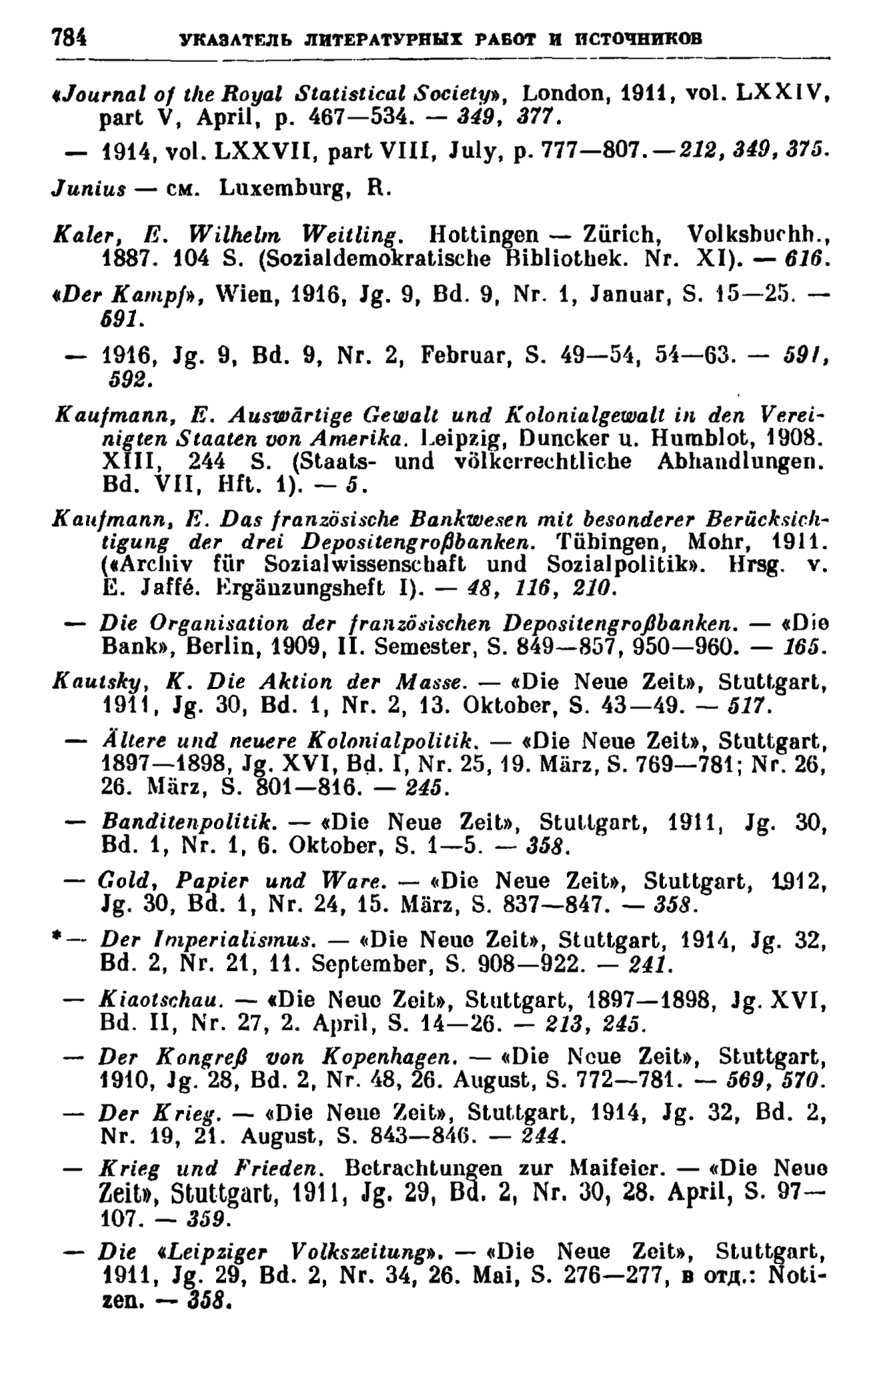 784 УКАЗАТЕЛЬ ЛИТЕРАТУРНЫХ РАБОТ И ИСТОЧНИКОВ
«Journal of the Royal Statistical Society», London, 1911, vol. LXXIV,
part V, April, p. 467—534. — 349, 377.
— 1914, vol. LXXVII, part VIII, July, p. 777—807. — 212, 349, 375.
Junius — см. Luxemburg, R.
Kaler, E. Wilhelm Weitling. Hottingen — Zürich, Volksbuchh.,
1887. 104 S. (Sozialdemokratische Bibliothek. Nr. XI). — 616.
«Der Kampf», Wien, 1916, Jg. 9, Bd. 9, Nr. 1, Januar, S. 15—25. —
591.
— 1916, Jg. 9, Bd. 9, Nr. 2, Februar, S. 49—54, 54—63. — 591,
592.
Kaufmann, E. Auswärtige Gewalt und Kolonialgewalt in den Verei-
nigten Staaten von Amerika. Leipzig, Duncker u. Humblot, 1908.
XIII, 244 S. (Staats- und völkerrechtliche Abhandlungen.
Bd. VII, Hft. 1). — 5.
Kaufmann, E. Das französische Bankwesen mit besonderer Berücksich-
tigung der drei Depositengroßbanken. Tübingen, Mohr, 1911.
(«Archiv für Sozialwissenschaft und Sozialpolitik». Hrsg. v.
E. Jaffé. Ergänzungsheft I). — 48, 116, 210.
— Die Organisation der französischen Depositengroßbanken. — «Die
Bank», Berlin, 1909, II. Semester, S. 849—857, 950—960. — 165.
Kautsky, K. Die Aktion der Masse. — «Die Neue Zeit», Stuttgart,
1911, Jg. 30, Bd. 1, Nr. 2, 13. Oktober, S. 43—49. — 517.
— Ältere und neuere Kolonialpolitik. — «Die Neue Zeit», Stuttgart,
1897—1898, Jg. XVI, Bd. I, Nr. 25, 19. März, S. 769—781; Nr. 26,
26. März, S. 801—816. — 245.
— Banditenpolitik. — «Die Neue Zeit», Stuttgart, 1911, Jg. 30,
Bd. 1, Nr. 1, 6. Oktober, S. 1—5. — 358.
— Gold, Papier und Ware. — «Die Neue Zeit», Stuttgart, 1912,
Jg. 30, Bd. 1, Nr. 24, 15. März, S. 837—847. — 358.
*— Der Imperialismus. — «Die Neue Zeit», Stuttgart, 1914, Jg. 32,
Bd. 2, Nr. 21, 11. September, S. 908—922. — 241.
— Kiaotschau. — «Die Neue Zeit», Stuttgart, 1897—1898, Jg. XVI,
Bd. II, Nr. 27, 2. April, S. 14—26. — 213, 245.
— Der Kongreß von Kopenhagen. — «Die Neue Zeit», Stuttgart,
1910, Jg. 28, Bd. 2, Nr. 48, 26. August, S. 772—781. — 569, 570.
— Der Krieg. — «Die Neue Zeit», Stuttgart, 1914, Jg. 32, Bd. 2,
Nr. 19, 21. August, S. 843—846. — 244.
— Krieg und Frieden. Betrachtungen zur Maifeier. — «Die Neue
Zeit», Stuttgart, 1911, Jg. 29, Bd. 2, Nr. 30, 28. April, S. 97—
107. — 359.
— Die «Leipziger Volkszeitung». — «Die Neue Zeit», Stuttgart,
1911, Jg. 29, Bd. 2, Nr. 34, 26. Mai, S. 276—277, в отд.: Noti-
zen. — 358.